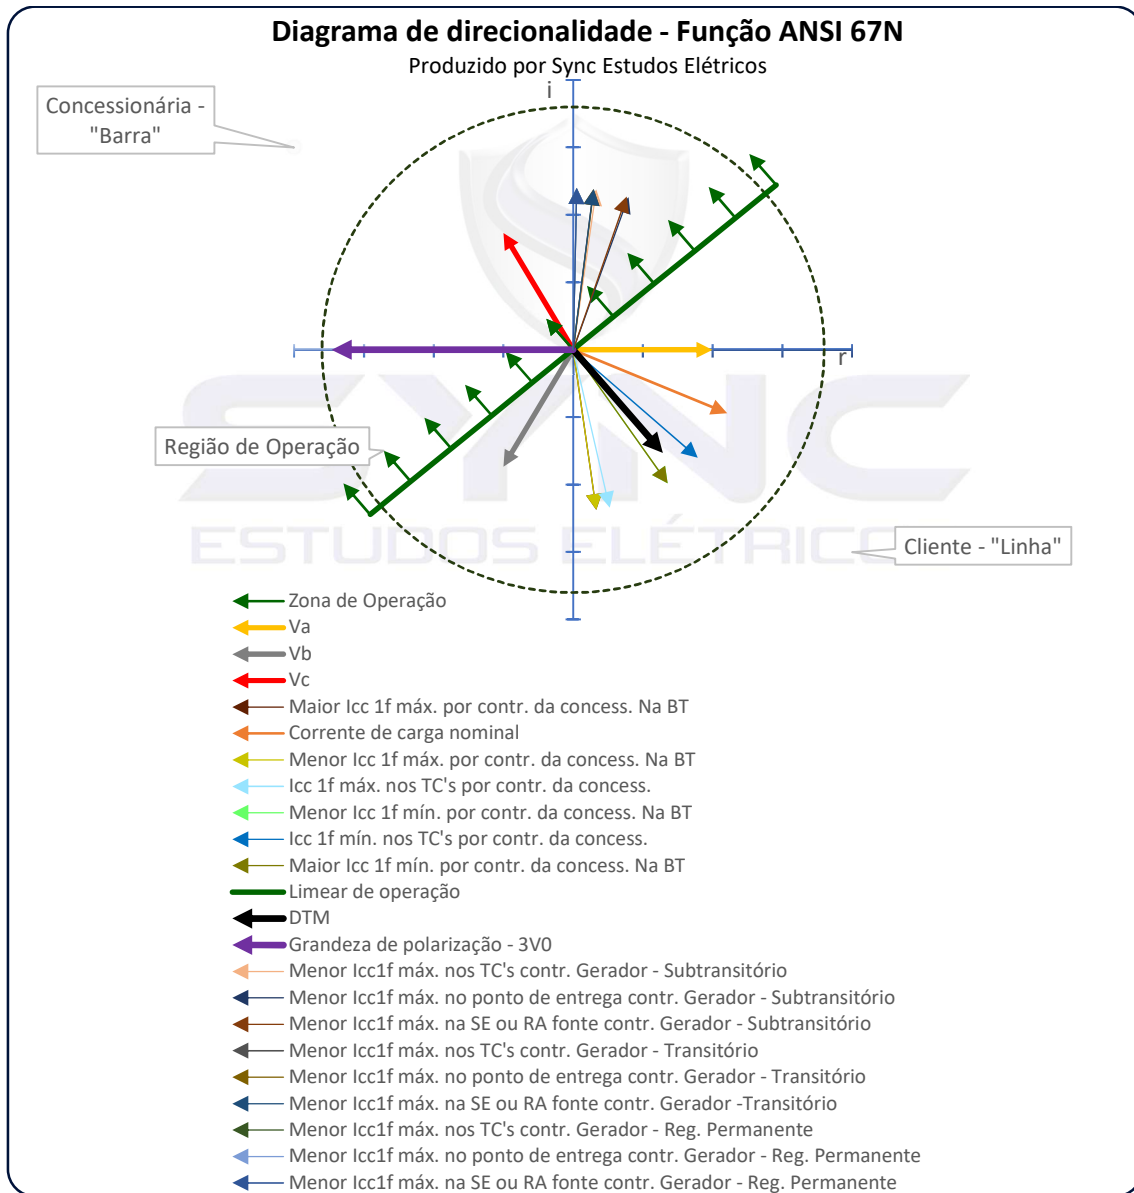 Diagrama de direcionalidade - Função ANSI 67N
Produzido por Sync Estudos Elétricos
i
Concessionária -
"Barra"
r
Região de Operação
SYNC
ESTUDOS ELÉTRICOS
Cliente - "Linha"
Zona de Operação
Va
Vb
Vc
Maior Icc 1f máx. por contr. da concess. Na BT
Corrente de carga nominal
Menor Icc 1f máx. por contr. da concess. Na BT
Icc 1f máx. nos TC's por contr. da concess.
Menor Icc 1f mín. por contr. da concess. Na BT
Icc 1f mín. nos TC's por contr. da concess.
Maior Icc 1f mín. por contr. da concess. Na BT
Limear de operação
DTM
Grandeza de polarização - 3V0
Menor Icc1f máx. nos TC's contr. Gerador - Subtransitório
Menor Icc1f máx. no ponto de entrega contr. Gerador - Subtransitório
Menor Icc1f máx. na SE ou RA fonte contr. Gerador - Subtransitório
Menor Icc1f máx. nos TC's contr. Gerador - Transitório
Menor Icc1f máx. no ponto de entrega contr. Gerador - Transitório
Menor Icc1f máx. na SE ou RA fonte contr. Gerador -Transitório
Menor Icc1f máx. nos TC's contr. Gerador - Reg. Permanente
Menor Icc1f máx. no ponto de entrega contr. Gerador - Reg. Permanente
Menor Icc1f máx. na SE ou RA fonte contr. Gerador - Reg. Permanente